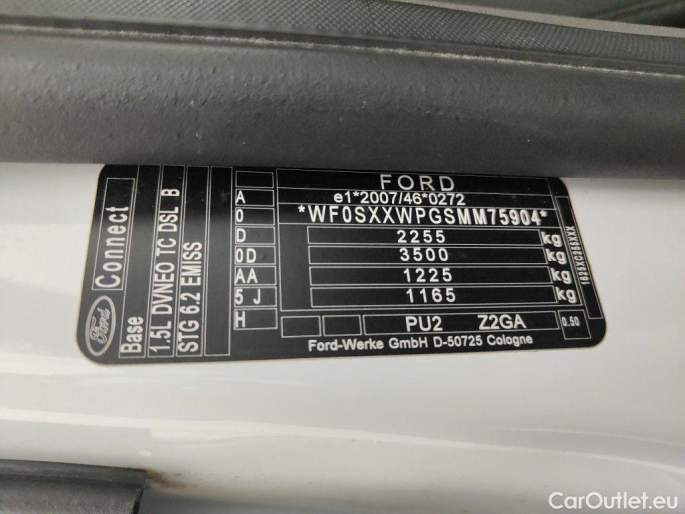 FORD
e1*2007/46*0272
*WF0SXXWPGSMM75904*
2255 kg
3500 kg
1225 kg
1165 kg
PU2 Z2GA
Ford-Werke GmbH D-50725 Cologne
A
0
D
0D
AA
5 J
H
Ford
Connect
Base
1.5L DVNEO TC DSL B
STG 6.2 EMISS
1625XC255XXX
0.50
CarOutlet.eu